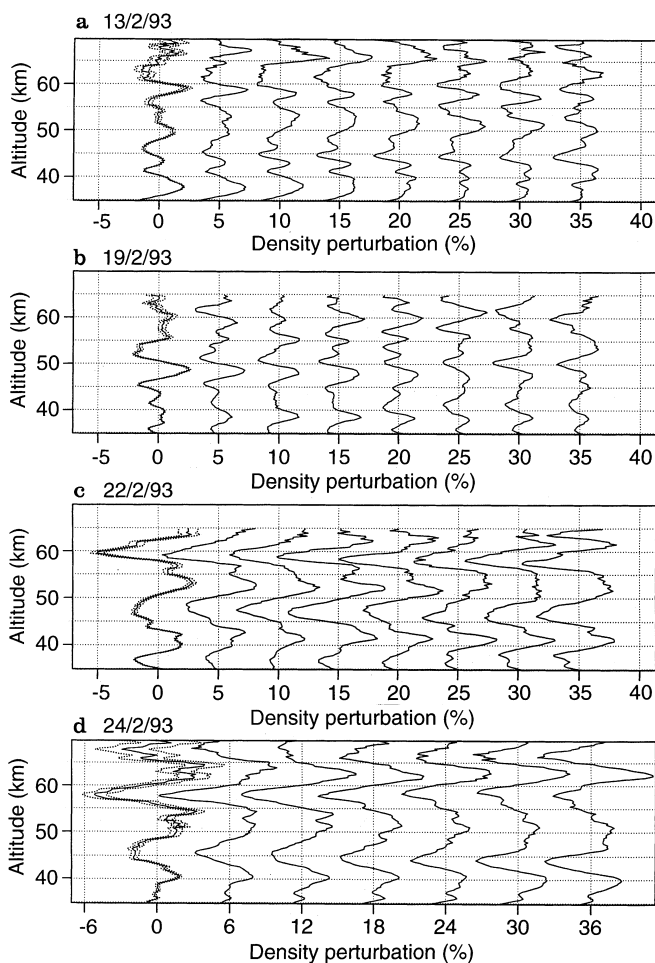 a 13/2/93
Altitude (km)
60
50
40
-5 0 5 10 15 20 25 30 35 40
Density perturbation (%)
b 19/2/93
Altitude (km)
60
50
40
-5 0 5 10 15 20 25 30 35 40
Density perturbation (%)
c 22/2/93
Altitude (km)
60
50
40
-5 0 5 10 15 20 25 30 35 40
Density perturbation (%)
d 24/2/93
Altitude (km)
60
50
40
-6 0 6 12 18 24 30 36
Density perturbation (%)